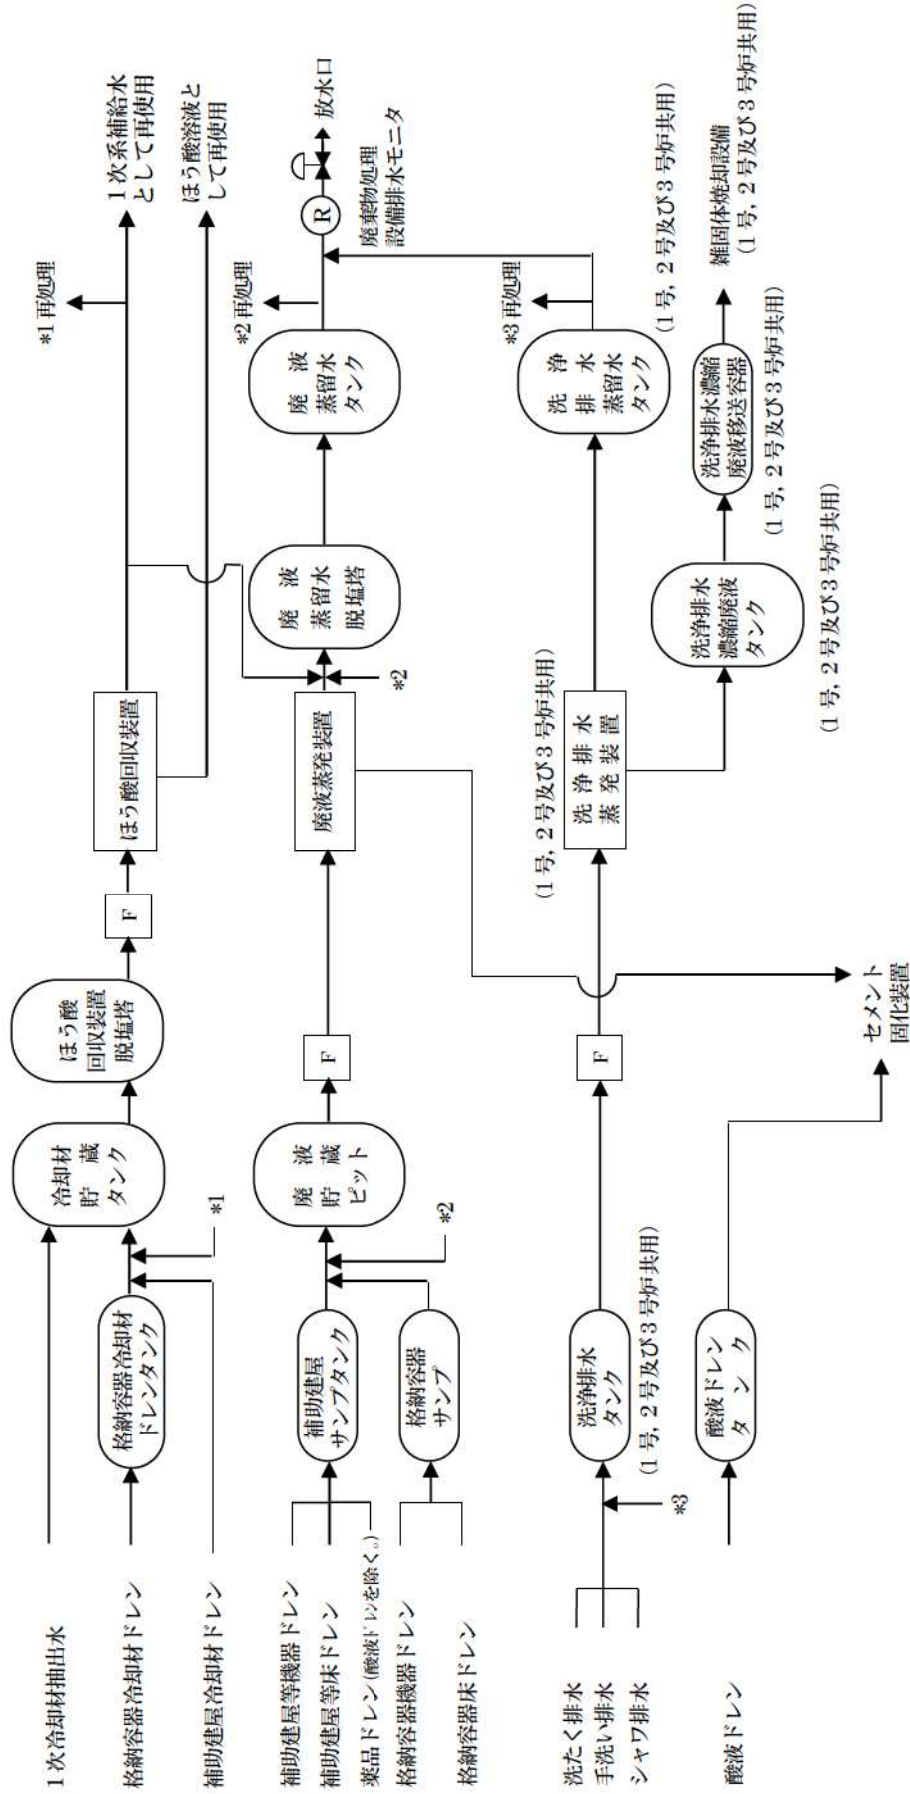 1次冷却材抽出水
格納容器冷却材ドレン
補助建屋冷却材ドレン
格納容器冷却材
ドレンタンク
*1
冷却材
貯蔵
タンク
ほう酸
回収装置
脱塩塔
F
ほう酸回収装置
*1再処理
1次系補給水
として再使用
ほう酸溶液と
して再使用
補助建屋等機器ドレン
補助建屋等床ドレン
薬品ドレン(酸液ドレンを除く。)
格納容器機器ドレン
格納容器床ドレン
補助建屋
サンプタンク
格納容器
サンプ
*2
廃液
貯蔵
ピット
F
廃液蒸発装置
*2
廃液
蒸留水
脱塩塔
廃液
蒸留水
タンク
*2再処理
R
廃棄物処理
設備排水モニタ
放水口
洗たく排水
手洗い排水
シャワ排水
*3
洗浄排水
タンク
(1号,2号及び3号炉共用)
F
(1号,2号及び3号炉共用)
洗浄排水
蒸発装置
洗浄
排水
蒸留水
タンク
(1号,2号及び3号炉共用)
*3再処理
洗浄排水
濃縮廃液
タンク
(1号,2号及び3号炉共用)
洗浄排水濃縮
廃液移送容器
(1号,2号及び3号炉共用)
雑固体焼却設備
(1号,2号及び3号炉共用)
酸液ドレン
酸液ドレン
タンク
セメント
固化装置